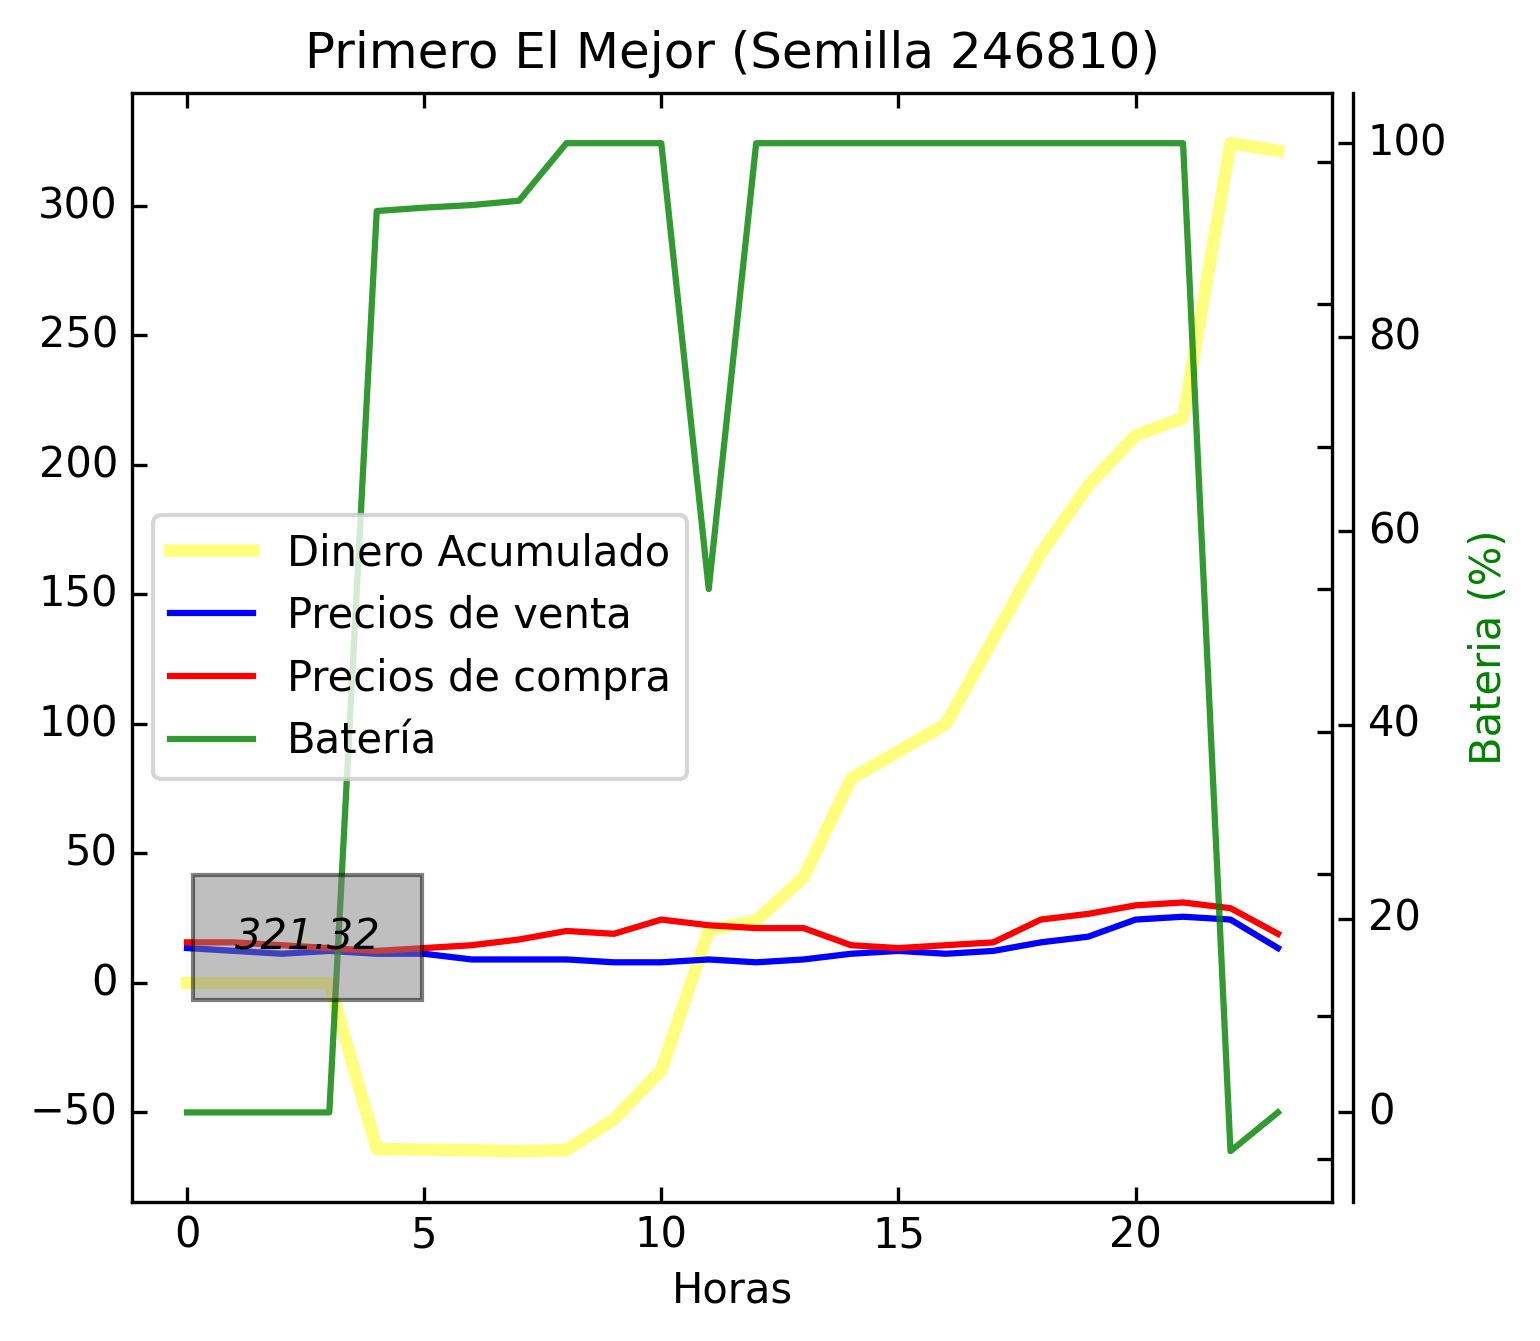 Primero El Mejor (Semilla 246810)
300
250
200
150
100
50
0
−50
100
80
60
40
20
0
Bateria (%)
Dinero Acumulado
Precios de venta
Precios de compra
Batería
321.32
0 5 10 15 20
Horas